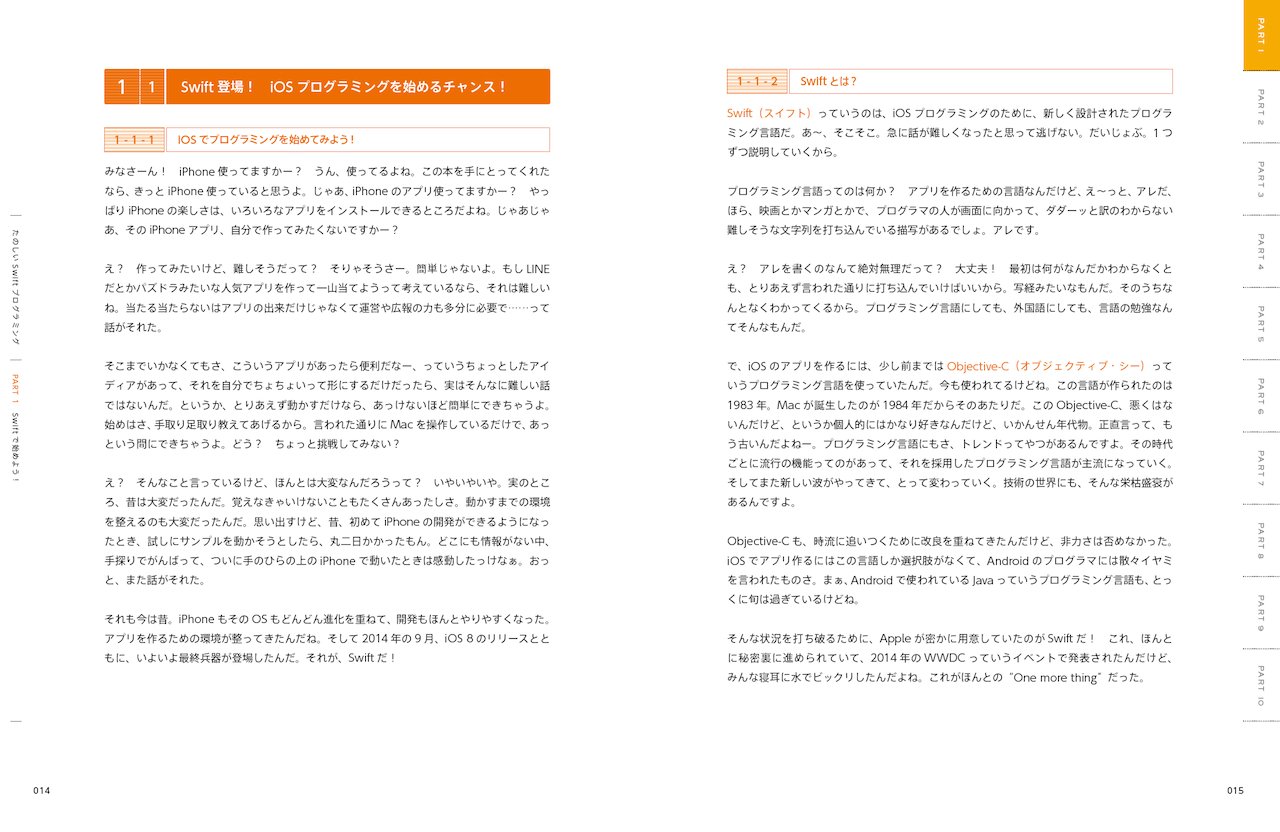 1 1 Swift 登場！　iOS プログラミングを始めるチャンス！
1-1-1 IOS でプログラミングを始めてみよう！
みなさーん！　iPhone 使ってますかー？　うん、使ってるよね。この本を手にとってくれた
なら、きっと iPhone 使っていると思うよ。じゃあ、iPhone のアプリ使ってますかー？　やっ
ぱり iPhone の楽しさは、いろいろなアプリをインストールできるところだよね。じゃあじゃ
あ、その iPhone アプリ、自分で作ってみたくないですかー？
え？　作ってみたいけど、難しそうだって？　そりゃそうさー。簡単じゃないよ。もし LINE
だとかパズドラみたいな人気アプリを作って一山当てようって考えているなら、それは難しい
ね。当たる当たらないはアプリの出来だけじゃなくて運営や広報の力も多分に必要で……って
話がそれた。
そこまでいかなくてもさ、こういうアプリがあったら便利だなー、っていうちょっとしたアイ
ディアがあって、それを自分でちょちょいって形にするだけだったら、実はそんなに難しい話
ではないんだ。というか、とりあえず動かすだけなら、あっけないほど簡単にできちゃうよ。
始めはさ、手取り足取り教えてあげるから。言われた通りに Mac を操作しているだけで、あっ
という間にできちゃうよ。どう？　ちょっと挑戦してみない？
え？　そんなこと言っているけど、ほんとは大変なんだろうって？　いやいやいや。実のとこ
ろ、昔は大変だったんだ。覚えなきゃいけないこともたくさんあったしさ。動かすまでの環境
を整えるのも大変だったんだ。思い出すけど、昔、初めて iPhone の開発ができるようになっ
たとき、試しにサンプルを動かそうとしたら、丸二日かかったもん。どこにも情報がない中、
手探りでがんばって、ついに手のひらの上の iPhone で動いたときは感動したっけなぁ。おっ
と、また話がそれた。
それも今は昔。iPhone もその OS もどんどん進化を重ねて、開発もほんとやりやすくなった。
アプリを作るための環境が整ってきたんだね。そして 2014 年の 9 月、iOS 8 のリリースとと
もに、いよいよ最終兵器が登場したんだ。それが、Swift だ！
たのしい Swift プログラミング
PART 1　Swift で始めよう！
014
1-1-2 Swift とは？
Swift（スイフト）っていうのは、iOS プログラミングのために、新しく設計されたプログラ
ミング言語だ。あ〜、そこそこ。急に話が難しくなったと思って逃げない。だいじょぶ。1 つ
ずつ説明していくから。
プログラミング言語ってのは何か？　アプリを作るための言語なんだけど、え〜っと、アレだ、
ほら、映画とかマンガとかで、プログラマの人が画面に向かって、ダダーッと訳のわからない
難しそうな文字列を打ち込んでいる描写があるでしょ。アレです。
え？　アレを書くのなんて絶対無理だって？　大丈夫！　最初は何がなんだかわからなくと
も、とりあえず言われた通りに打ち込んでいけばいいから。写経みたいなもんだ。そのうちな
んとなくわかってくるから。プログラミング言語にしても、外国語にしても、言語の勉強なん
てそんなもんだ。
で、iOS のアプリを作るには、少し前までは Objective-C（オブジェクティブ・シー）って
いうプログラミング言語を使っていたんだ。今も使われてるけどね。この言語が作られたのは
1983 年。Mac が誕生したのが 1984 年だからそのあたりだ。この Objective-C、悪くはな
いんだけど、というか個人的にはかなり好きなんだけど、いかんせん年代物。正直言って、も
う古いんだよねー。プログラミング言語にもさ、トレンドってやつがあるんですよ。その時代
ごとに流行の機能ってのがあって、それを採用したプログラミング言語が主流になっていく。
そしてまた新しい波がやってきて、とって変わっていく。技術の世界にも、そんな栄枯盛衰が
あるんですよ。
Objective-C も、時流に追いつくために改良を重ねてきたんだけど、非力さは否めなかった。
iOS でアプリ作るにはこの言語しか選択肢がなくて、Android のプログラマには散々イヤミ
を言われたものさ。まぁ、Android で使われている Java っていうプログラミング言語も、とっ
くに旬は過ぎているけどね。
そんな状況を打ち破るために、Apple が密かに用意していたのが Swift だ！　これ、ほんと
に秘密裏に進められていて、2014 年の WWDC っていうイベントで発表されたんだけど、
みんな寝耳に水でビックリしたんだよね。これがほんとの “One more thing” だった。
PART 1
PART 2
PART 3
PART 4
PART 5
PART 6
PART 7
PART 8
PART 9
PART 10
015